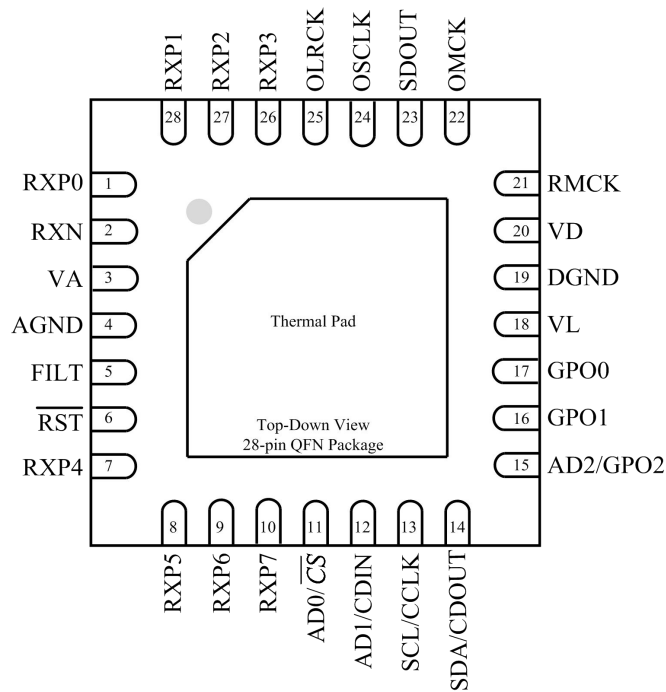 RXP1
RXP2
RXP3
OLRCK
OSCLK
SDOUT
OMCK
28
27
26
25
24
23
22
RXP0 1
RXN 2
VA 3
AGND 4
FILT 5
RST 6
RXP4 7
21 RMCK
20 VD
19 DGND
18 VL
17 GPO0
16 GPO1
15 AD2/GPO2
Thermal Pad
Top-Down View
28-pin QFN Package
8
9
10
11
12
13
14
RXP5
RXP6
RXP7
AD0/CS
AD1/CDIN
SCL/CCLK
SDA/CDOUT